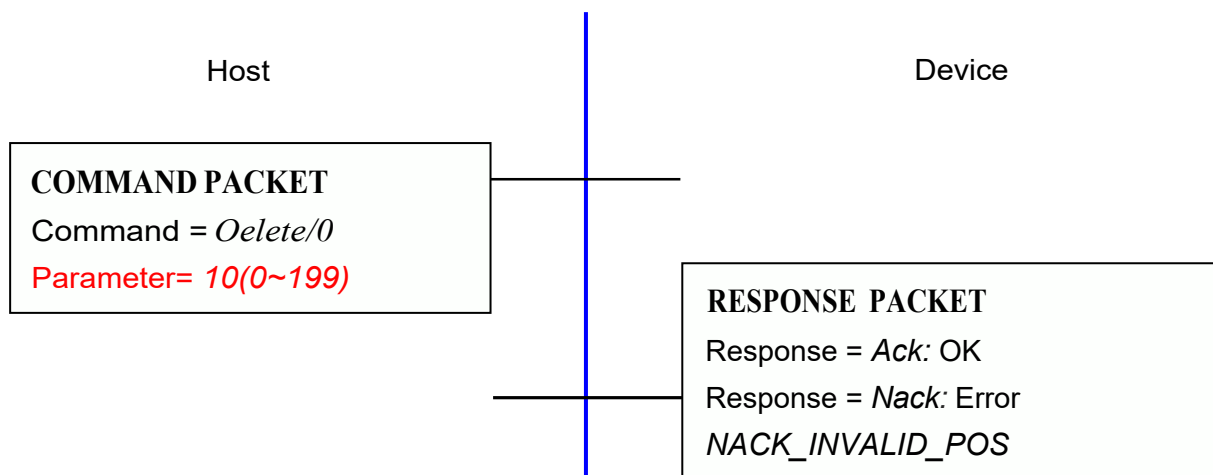 Host
Device
COMMAND PACKET
Command = Oelete/0
Parameter= 10(0~199)
RESPONSE PACKET
Response = Ack: OK
Response = Nack: Error
NACK_INVALID_POS